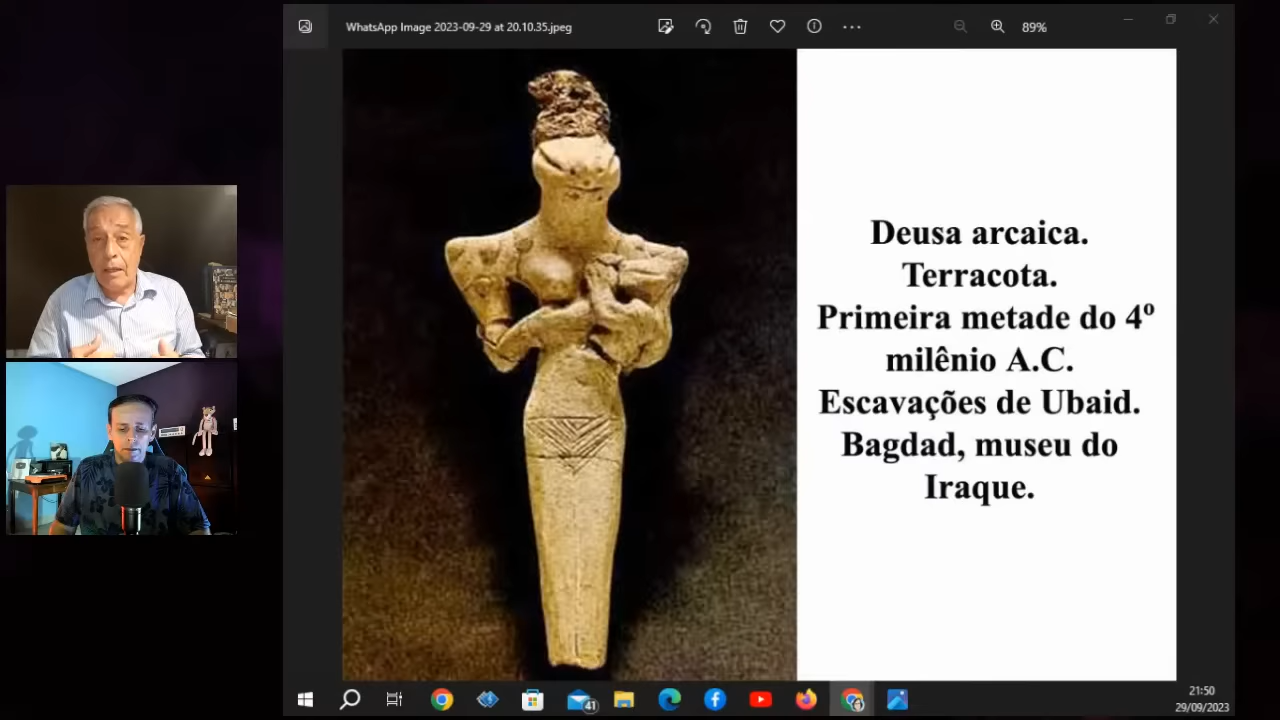 WhatsApp Image 2023-09-29 at 20.10.35.jpeg
89%
Deusa arcaica.
Terracota.
Primeira metade do 4º
milênio A.C.
Escavações de Ubaid.
Bagdad, museu do
Iraque.
41
21:50
29/09/2023